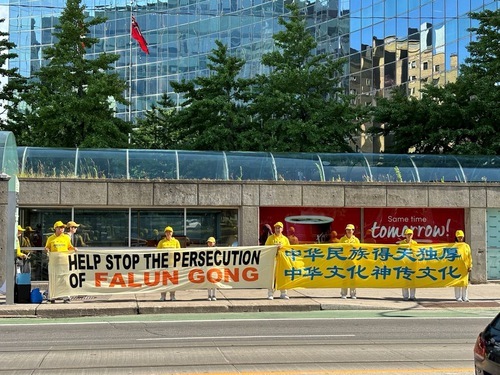 HELP STOP THE PERSECUTION
OF FALUN GONG
Same time
tomorrow!
中华民族得天独厚
中华文化神传文化